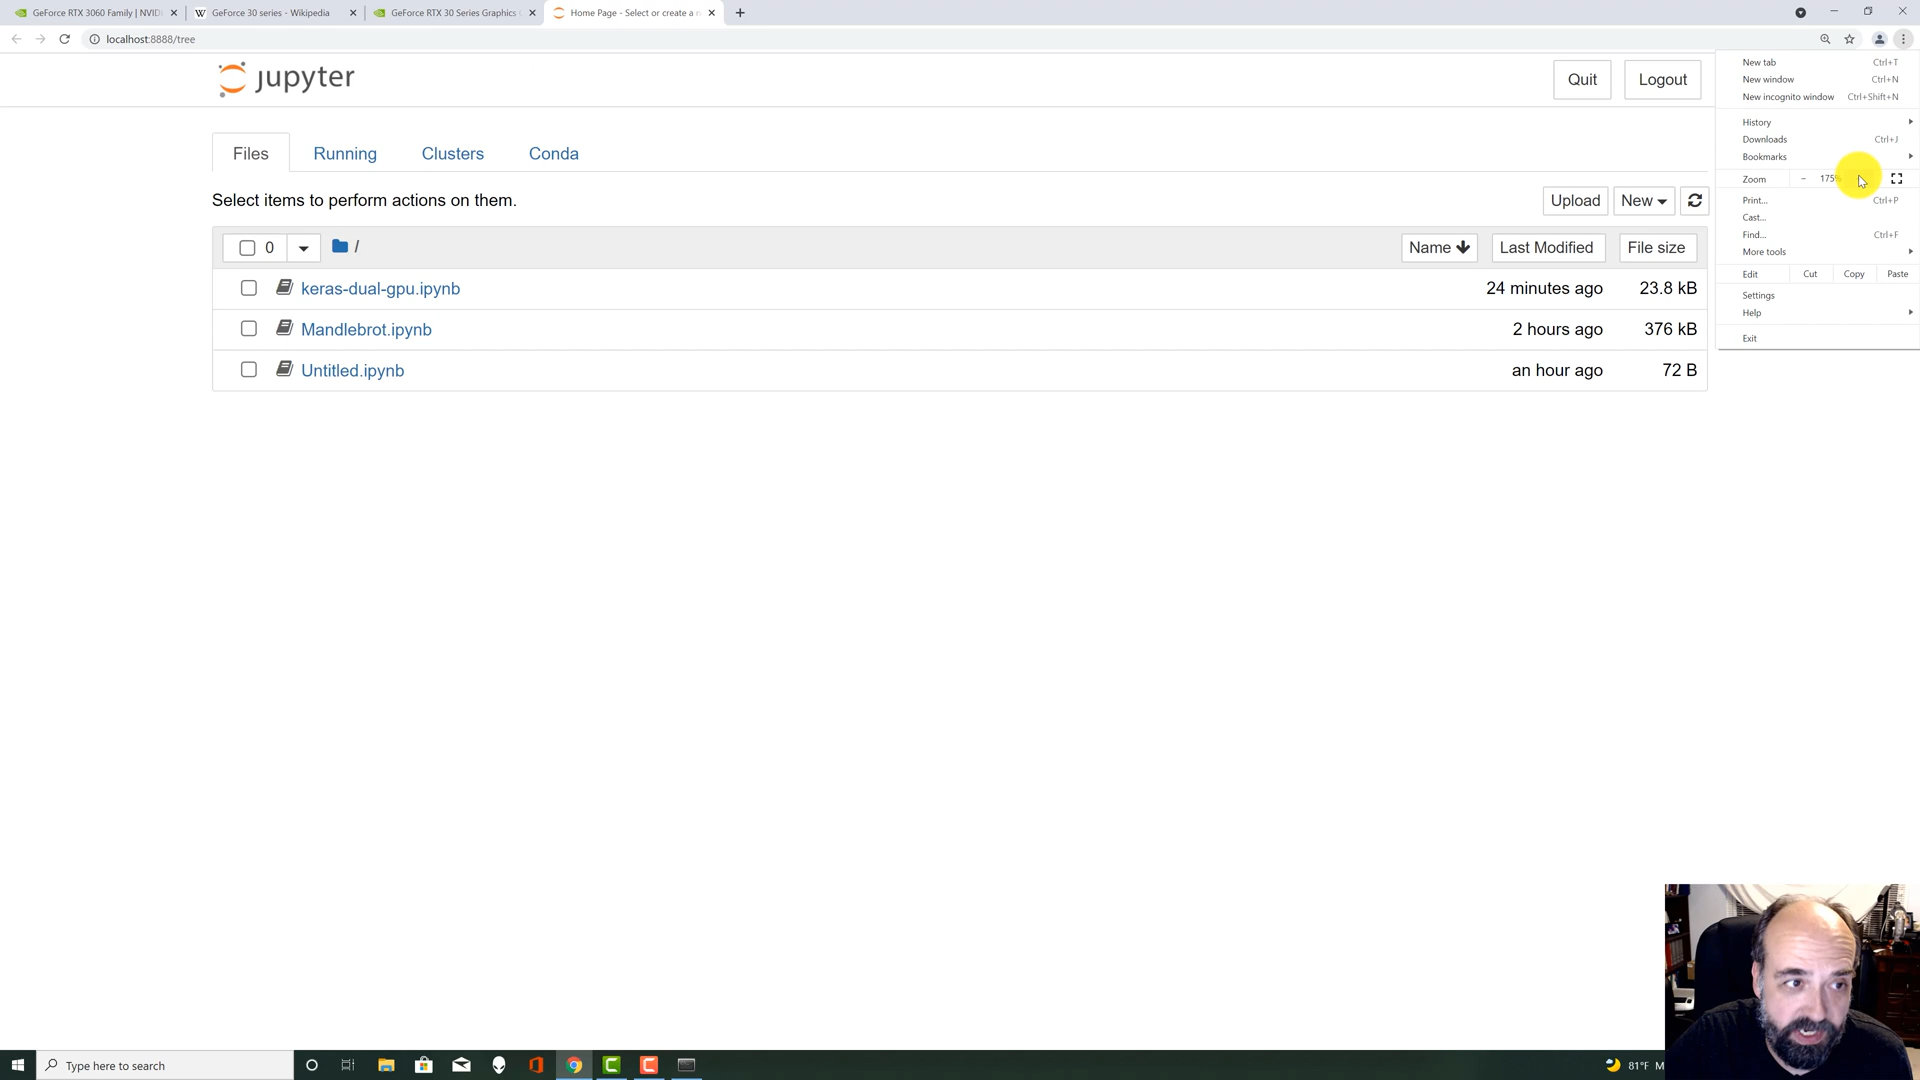 GeForce RTX 3060 Family | NVIDI
GeForce 30 series - Wikipedia
GeForce RTX 30 Series Graphics
Home Page - Select or create a n
localhost:8888/tree
jupyter
Quit
Logout
Files
Running
Clusters
Conda
Select items to perform actions on them.
Upload
New
0
/
Name
Last Modified
File size
keras-dual-gpu.ipynb
24 minutes ago
23.8 kB
Mandlebrot.ipynb
2 hours ago
376 kB
Untitled.ipynb
an hour ago
72 B
New tab Ctrl+T
New window Ctrl+N
New incognito window Ctrl+Shift+N
History
Downloads Ctrl+J
Bookmarks
Zoom - 175%
Print... Ctrl+P
Cast...
Find... Ctrl+F
More tools
Edit Cut Copy Paste
Settings
Help
Exit
Type here to search
81°F M